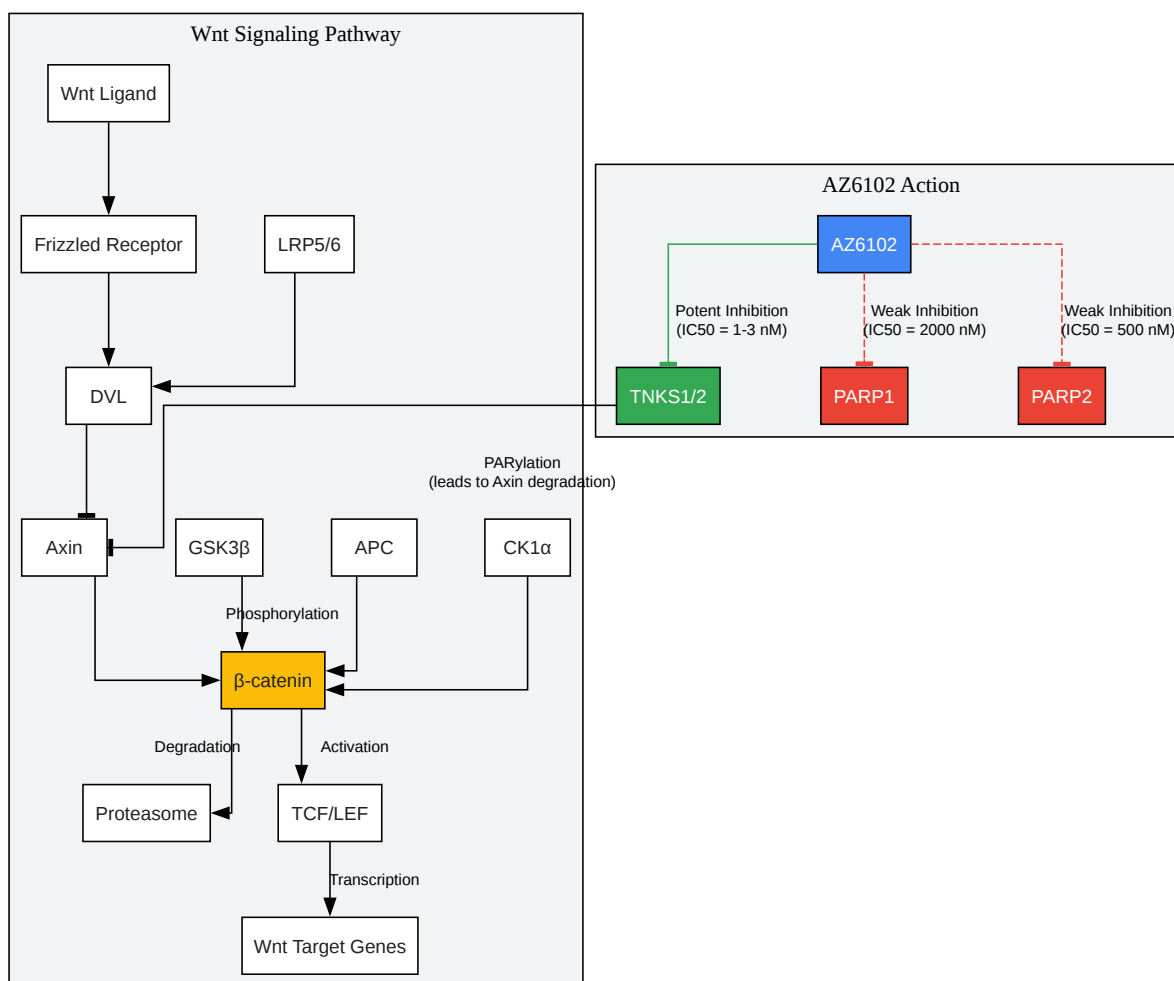 Wnt Signaling Pathway
Wnt Ligand
Frizzled Receptor
LRP5/6
DVL
PARylation
(leads to Axin degradation)
Axin
GSK3β
APC
CK1α
Phosphorylation
β-catenin
Degradation
Activation
Proteasome
TCF/LEF
Transcription
Wnt Target Genes
AZ6102 Action
AZ6102
Potent Inhibition
(IC50 = 1-3 nM)
Weak Inhibition
(IC50 = 2000 nM)
Weak Inhibition
(IC50 = 500 nM)
TNKS1/2
PARP1
PARP2